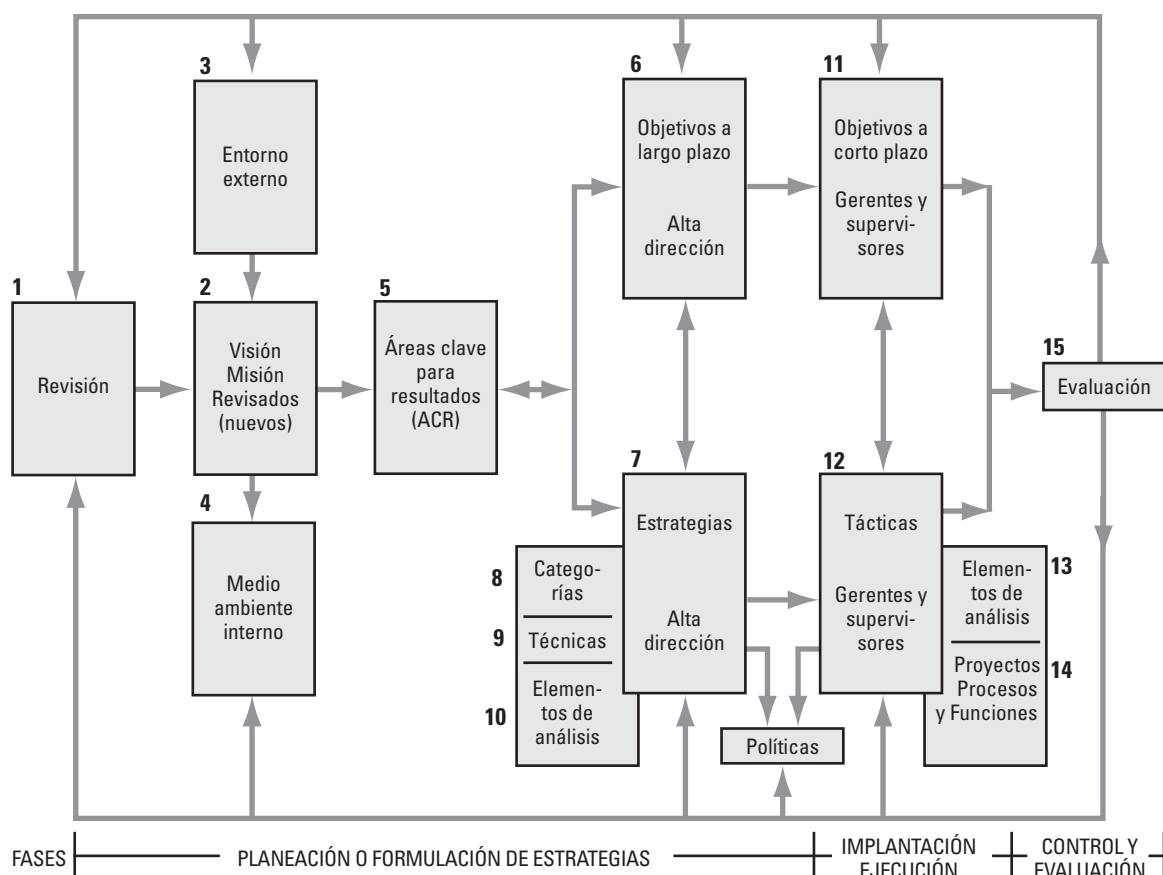 3
Entorno
externo
6
Objetivos a
largo plazo
Alta
dirección
11
Objetivos a
corto plazo
Gerentes y
supervi-
sores
1
Revisión
2
Visión
Misión
Revisados
(nuevos)
5
Áreas clave
para
resultados
(ACR)
15
Evaluación
4
Medio
ambiente
interno
7
Estrategias
Alta
dirección
8
Catego-
rías
9
Técnicas
10
Elemen-
tos de
análisis
12
Tácticas
Gerentes y
supervi-
sores
13
Elemen-
tos de
análisis
14
Proyectos
Procesos
y Funciones
Políticas
FASES
PLANEACIÓN O FORMULACIÓN DE ESTRATEGIAS
IMPLANTACIÓN
EJECUCIÓN
CONTROL Y
EVALUACIÓN